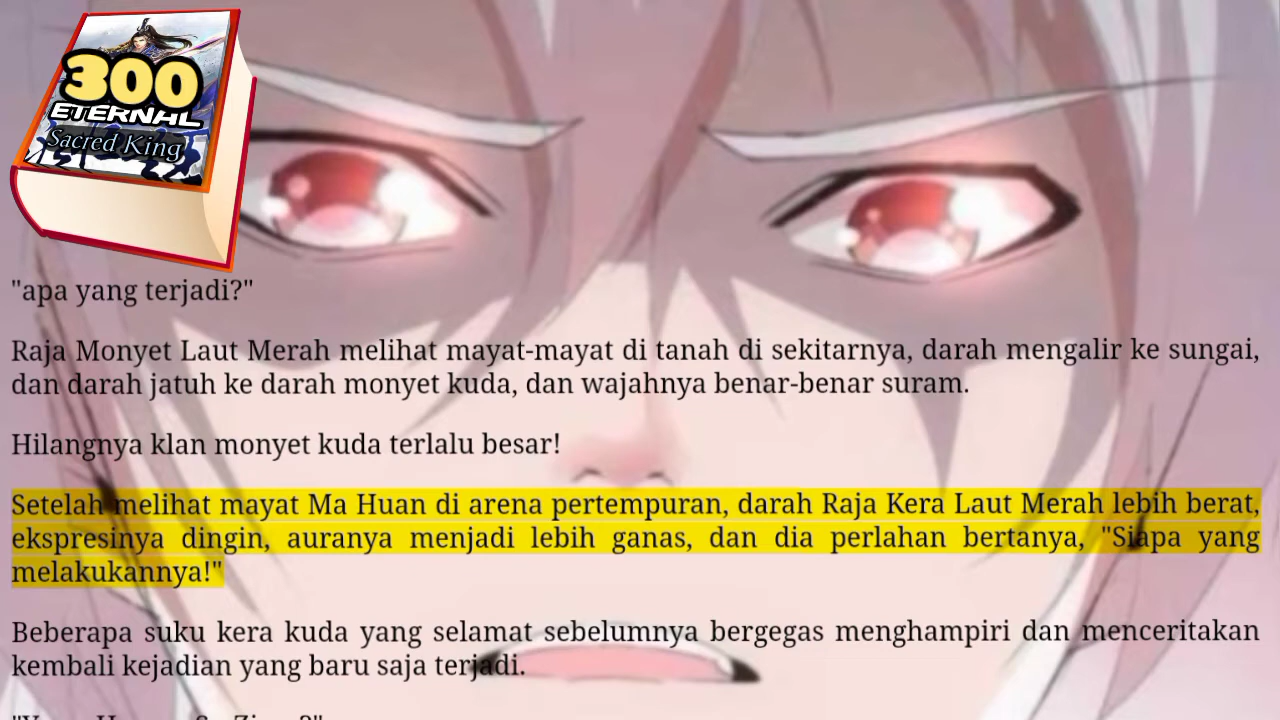 300
ETERNAL
Sacred King
"apa yang terjadi?"
Raja Monyet Laut Merah melihat mayat-mayat di tanah di sekitarnya, darah mengalir ke sungai,
dan darah jatuh ke darah monyet kuda, dan wajahnya benar-benar suram.
Hilangnya klan monyet kuda terlalu besar!
Setelah melihat mayat Ma Huan di arena pertempuran, darah Raja Kera Laut Merah lebih berat,
ekspresinya dingin, auranya menjadi lebih ganas, dan dia perlahan bertanya, "Siapa yang
melakukannya!"
Beberapa suku kera kuda yang selamat sebelumnya bergegas menghampiri dan menceritakan
kembali kejadian yang baru saja terjadi.